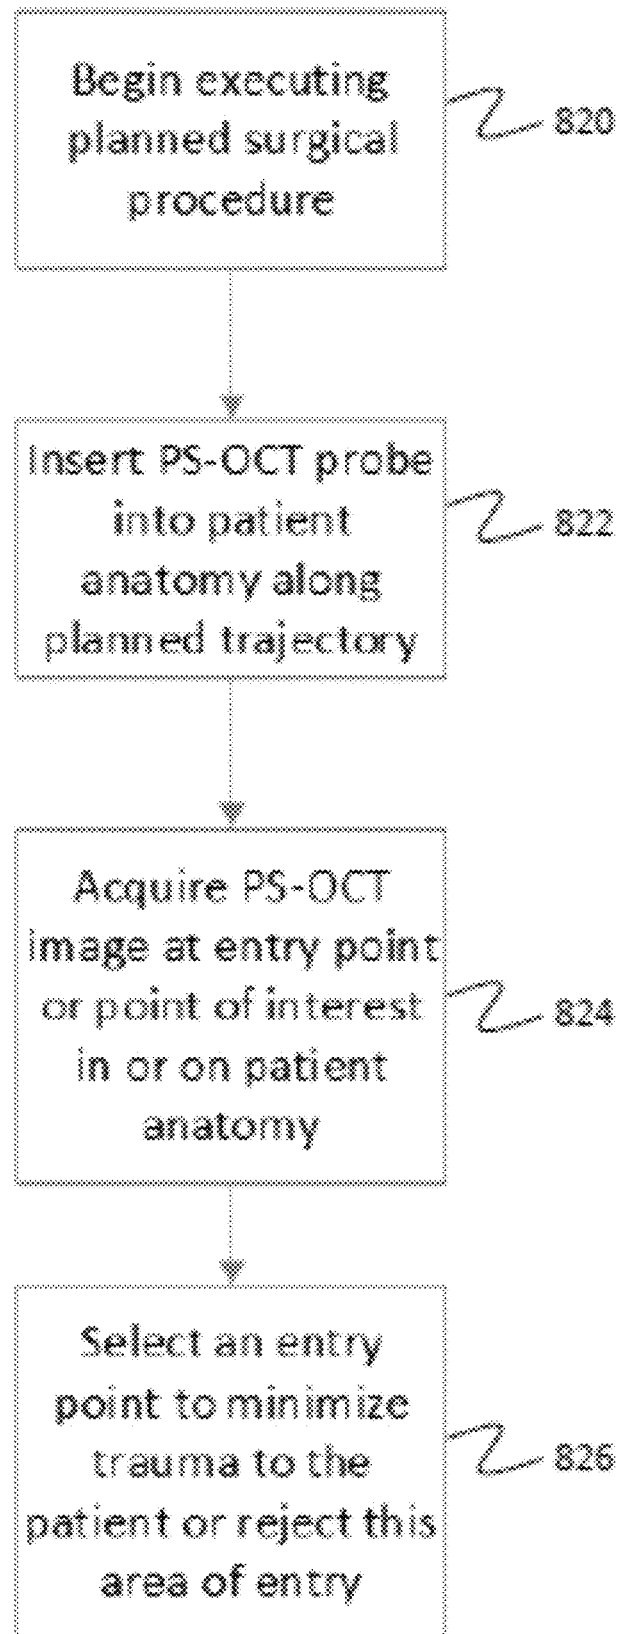 Begin executing
planned surgical
procedure
820
Insert PS-OCT probe
into patient
anatomy along
planned trajectory
822
Acquire PS-OCT
image at entry point
or point of interest
in or on patient
anatomy
824
Select an entry
point to minimize
trauma to the
patient or reject this
area of entry
826